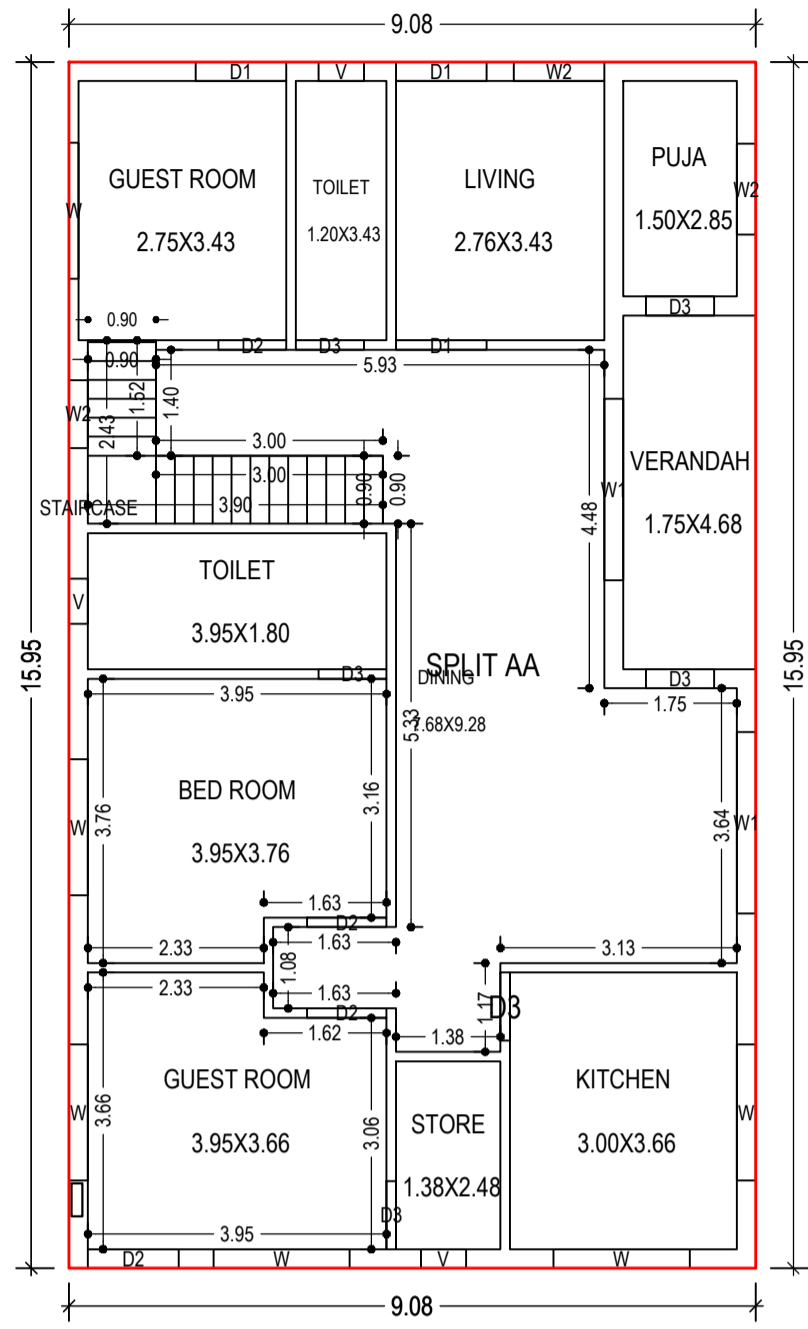 9.08
D1
V
D1
W2
GUEST ROOM
2.75X3.43
TOILET
1.20X3.43
LIVING
2.76X3.43
PUJA
1.50X2.85
W
W2
D3
0.90
D2
D3
D1
0.90
5.93
1.52
1.40
W2
2.43
3.00
3.00
0.90
0.90
3.90
STAIRCASE
VERANDAH
1.75X4.68
W1
4.48
TOILET
3.95X1.80
V
15.95
15.95
SPLIT AA
DINING
7.68X9.28
D3
D3
3.95
1.75
5.33
BED ROOM
3.95X3.76
3.16
3.76
3.64
W
W1
1.63
D2
2.33
1.63
3.13
1.08
2.33
1.63
D2
1.17
D3
1.62
1.38
GUEST ROOM
3.95X3.66
3.66
3.06
W
STORE
1.38X2.48
KITCHEN
3.00X3.66
W
D3
3.95
D2
W
V
W
9.08